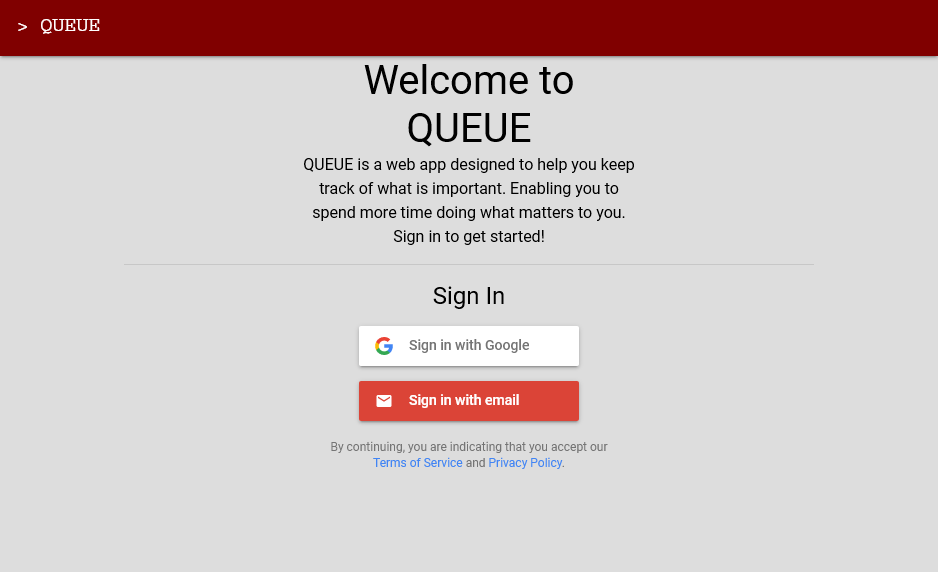 > QUEUE
Welcome to
QUEUE
QUEUE is a web app designed to help you keep
track of what is important. Enabling you to
spend more time doing what matters to you.
Sign in to get started!
Sign In
Sign in with Google
Sign in with email
By continuing, you are indicating that you accept our
Terms of Service and Privacy Policy.